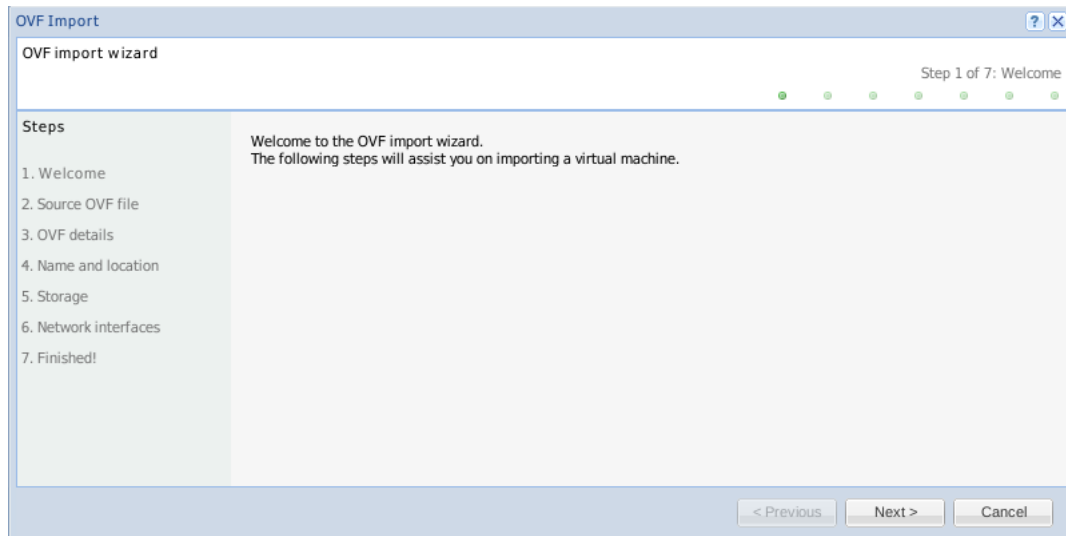 OVF Import
?
OVF import wizard
Step 1 of 7: Welcome
Steps
1. Welcome
2. Source OVF file
3. OVF details
4. Name and location
5. Storage
6. Network interfaces
7. Finished!
Welcome to the OVF import wizard.
The following steps will assist you on importing a virtual machine.
< Previous
Next >
Cancel